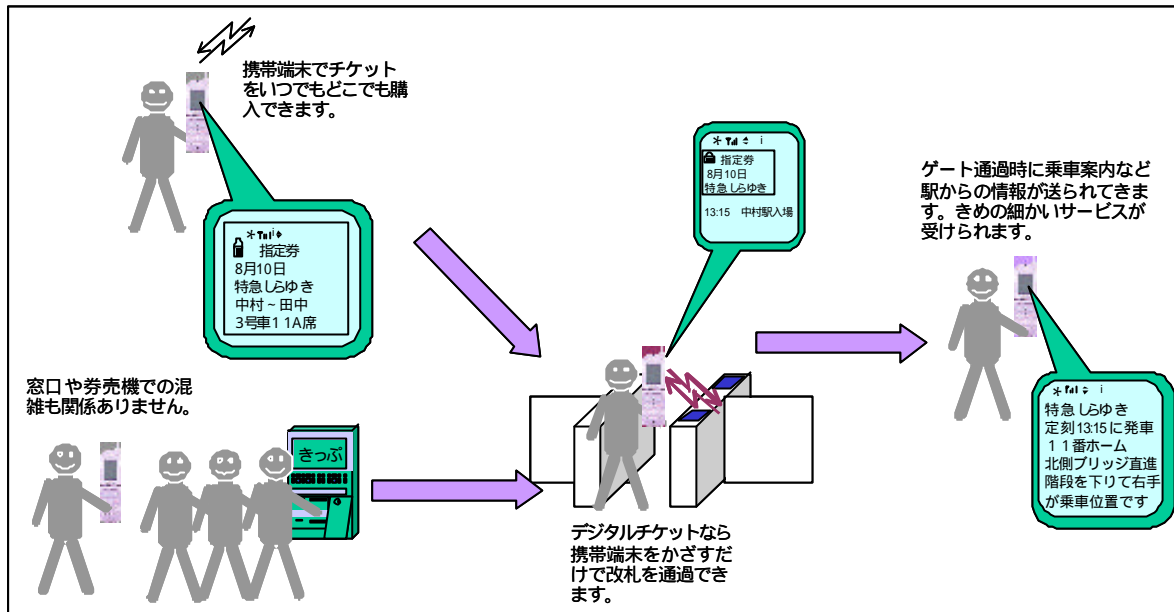 携帯端末でチケット
をいつでもどこでも購
入できます。
指定券
8月10日
特急しらゆき
中村~田中
3号車11A席
窓口や券売機での混
雑も関係ありません。
きっぷ
i
指定券
8月10日
特急しらゆき
13:15 中村駅入場
デジタルチケットなら
携帯端末をかざすだ
けで改札を通過でき
ます。
ゲート通過時に乗車案内など
駅からの情報が送られてきま
す。きめの細かいサービスが
受けられます。
i
特急しらゆき
定刻13:15に発車
11番ホーム
北側ブリッジ直進
階段を下りて右手
が乗車位置です